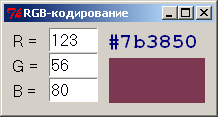 RGB-кодирование
R = 123
G = 56
B = 80
#7b3850